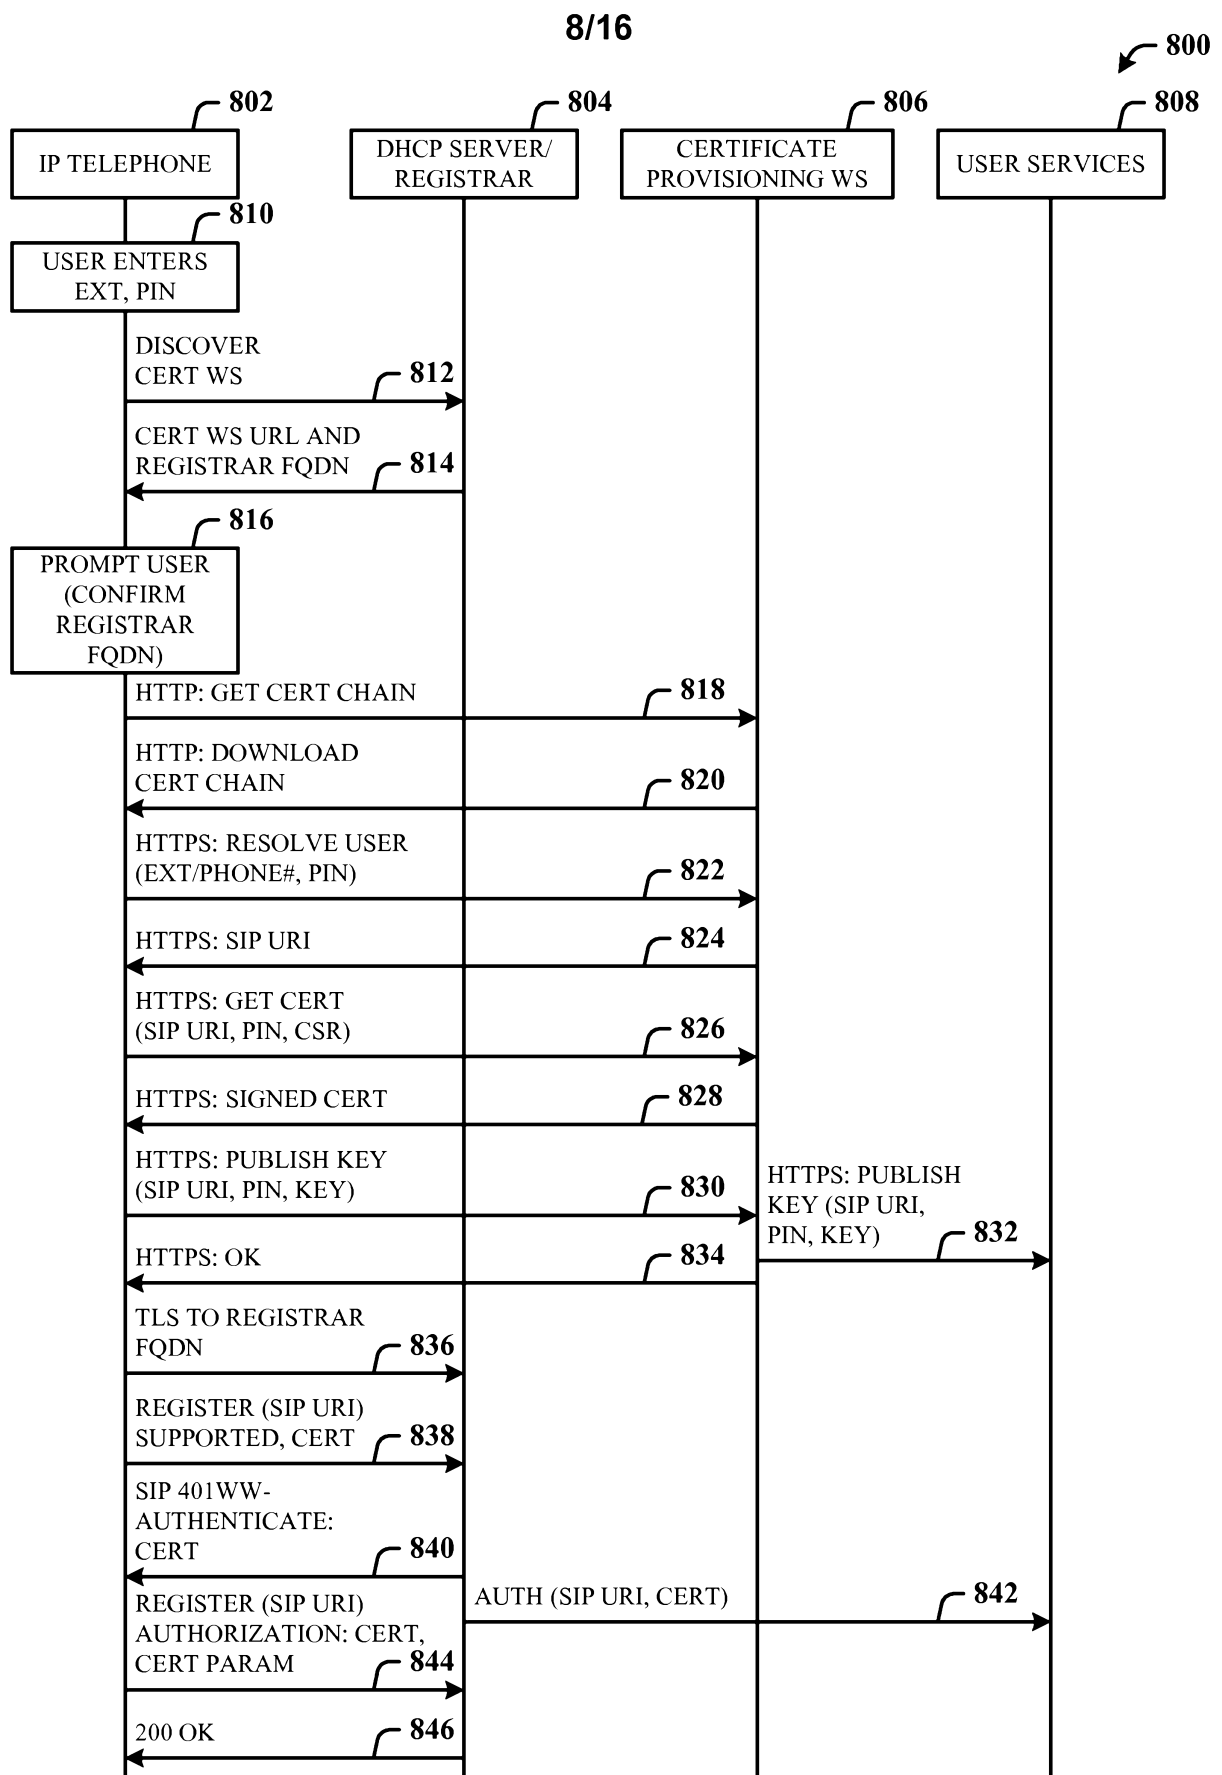 8/16
800
802
804
806
808
IP TELEPHONE
DHCP SERVER/
REGISTRAR
CERTIFICATE
PROVISIONING WS
USER SERVICES
810
USER ENTERS
EXT, PIN
DISCOVER
CERT WS
812
CERT WS URL AND
REGISTRAR FQDN
814
816
PROMPT USER
(CONFIRM
REGISTRAR
FQDN)
HTTP: GET CERT CHAIN
818
HTTP: DOWNLOAD
CERT CHAIN
820
HTTPS: RESOLVE USER
(EXT/PHONE#, PIN)
822
HTTPS: SIP URI
824
HTTPS: GET CERT
(SIP URI, PIN, CSR)
826
HTTPS: SIGNED CERT
828
HTTPS: PUBLISH KEY
(SIP URI, PIN, KEY)
830
HTTPS: PUBLISH
KEY (SIP URI,
PIN, KEY)
832
HTTPS: OK
834
TLS TO REGISTRAR
FQDN
836
REGISTER (SIP URI)
SUPPORTED, CERT
838
SIP 401WW-
AUTHENTICATE:
CERT
840
AUTH (SIP URI, CERT)
842
REGISTER (SIP URI)
AUTHORIZATION: CERT,
CERT PARAM
844
200 OK
846